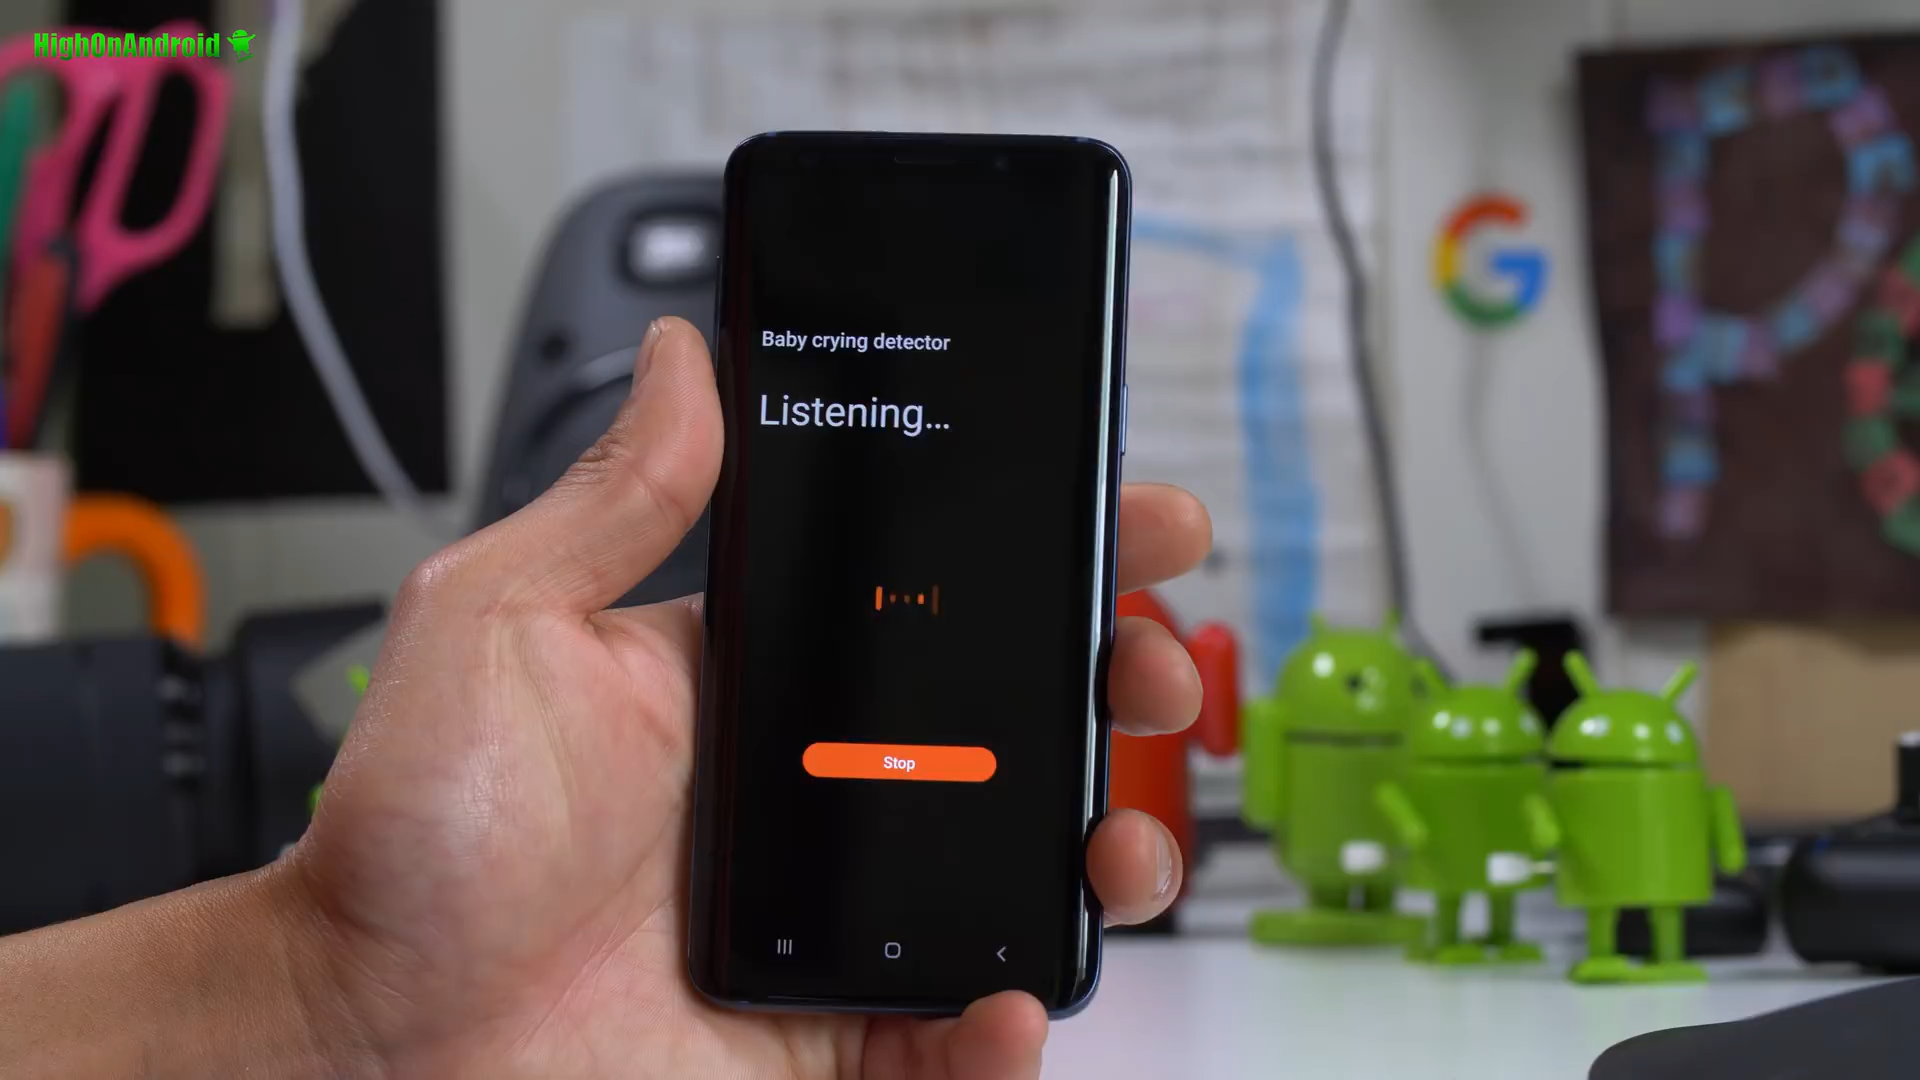 HighOnAndroid
Baby crying detector
Listening...
Stop
G